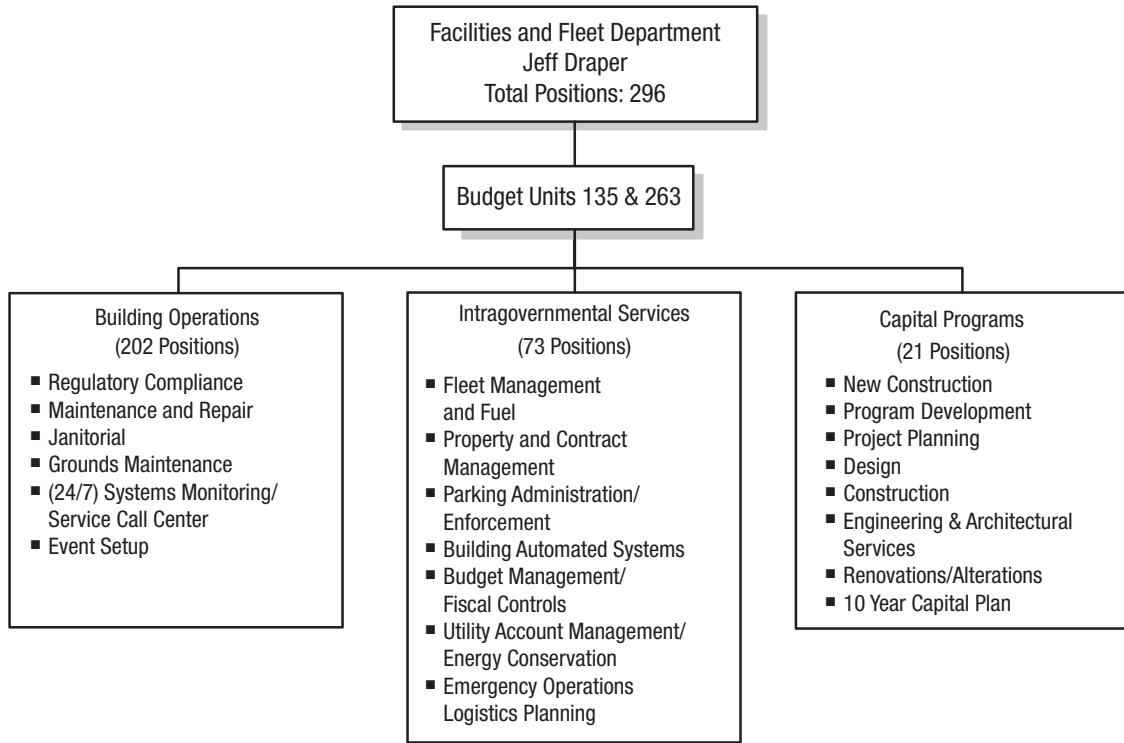 Facilities and Fleet Department
Jeff Draper
Total Positions: 296
Budget Units 135 & 263
Building Operations
(202 Positions)
■ Regulatory Compliance
■ Maintenance and Repair
■ Janitorial
■ Grounds Maintenance
■ (24/7) Systems Monitoring/
Service Call Center
■ Event Setup
Intragovernmental Services
(73 Positions)
■ Fleet Management
and Fuel
■ Property and Contract
Management
■ Parking Administration/
Enforcement
■ Building Automated Systems
■ Budget Management/
Fiscal Controls
■ Utility Account Management/
Energy Conservation
■ Emergency Operations
Logistics Planning
Capital Programs
(21 Positions)
■ New Construction
■ Program Development
■ Project Planning
■ Design
■ Construction
■ Engineering & Architectural
Services
■ Renovations/Alterations
■ 10 Year Capital Plan